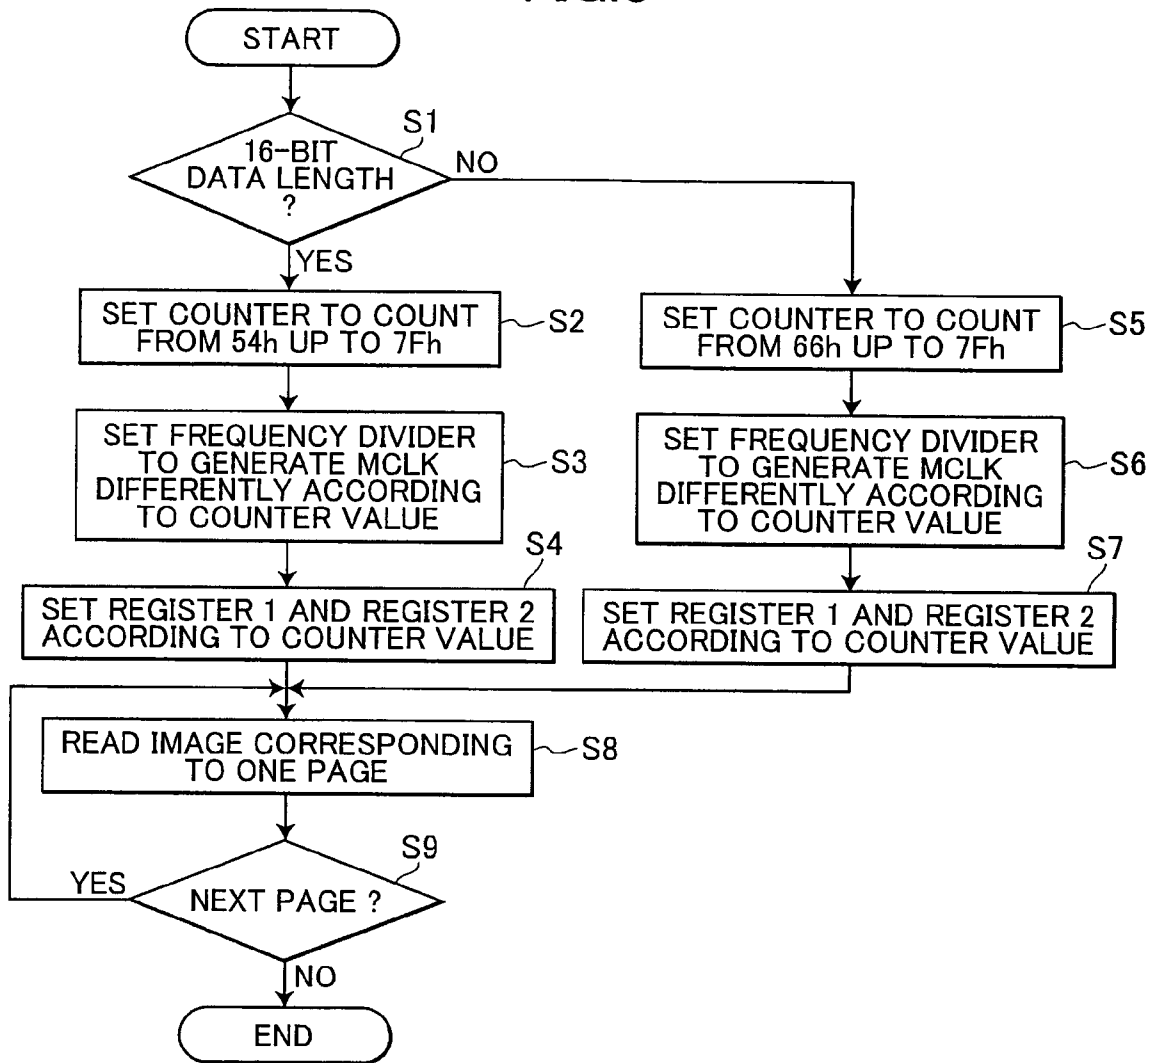 START
S1
16-BIT
DATA LENGTH
?
NO
YES
SET COUNTER TO COUNT
FROM 54h UP TO 7Fh
S2
SET COUNTER TO COUNT
FROM 66h UP TO 7Fh
S5
SET FREQUENCY DIVIDER
TO GENERATE MCLK
DIFFERENTLY ACCORDING
TO COUNTER VALUE
S3
SET FREQUENCY DIVIDER
TO GENERATE MCLK
DIFFERENTLY ACCORDING
TO COUNTER VALUE
S6
S4
SET REGISTER 1 AND REGISTER 2
ACCORDING TO COUNTER VALUE
S7
SET REGISTER 1 AND REGISTER 2
ACCORDING TO COUNTER VALUE
READ IMAGE CORRESPONDING
TO ONE PAGE
S8
S9
YES
NEXT PAGE ?
NO
END